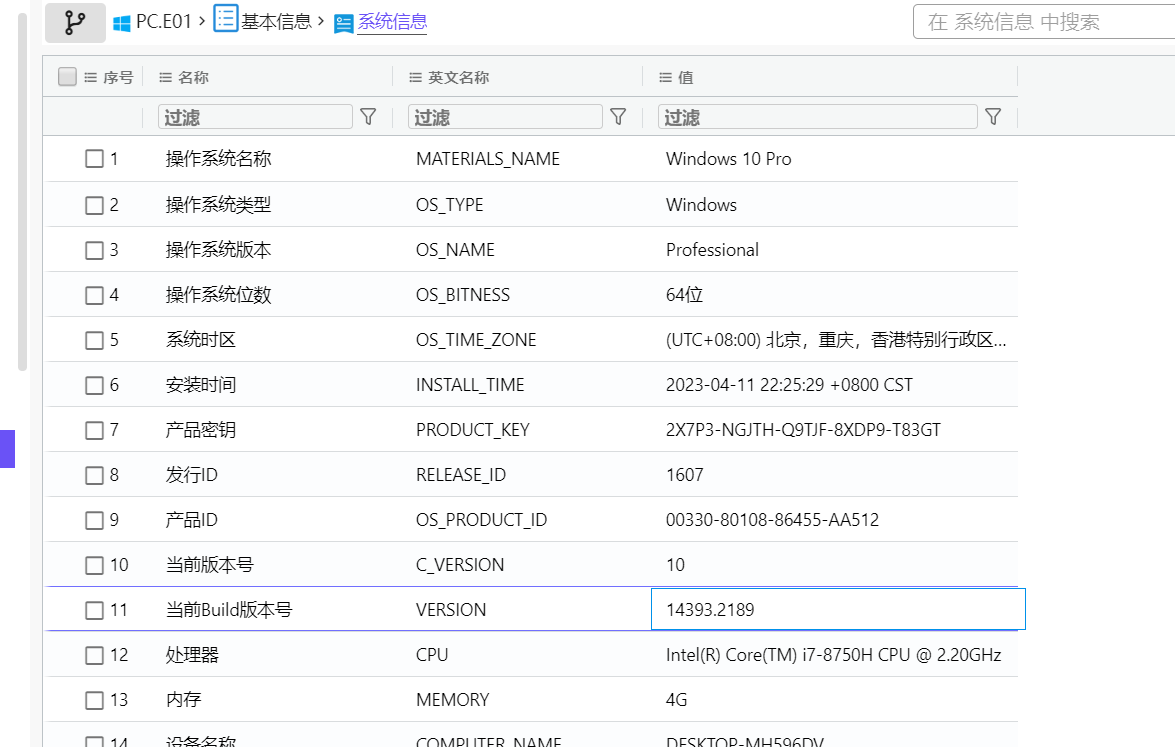 PC.E01 › 基本信息 › 系统信息 在 系统信息 中搜索
序号 名称 英文名称 值
过滤 过滤 过滤
1 操作系统名称 MATERIALS_NAME Windows 10 Pro
2 操作系统类型 OS_TYPE Windows
3 操作系统版本 OS_NAME Professional
4 操作系统位数 OS_BITNESS 64位
5 系统时区 OS_TIME_ZONE (UTC+08:00) 北京，重庆，香港特别行政区...
6 安装时间 INSTALL_TIME 2023-04-11 22:25:29 +0800 CST
7 产品密钥 PRODUCT_KEY 2X7P3-NGJTH-Q9TJF-8XDP9-T83GT
8 发行ID RELEASE_ID 1607
9 产品ID OS_PRODUCT_ID 00330-80108-86455-AA512
10 当前版本号 C_VERSION 10
11 当前Build版本号 VERSION 14393.2189
12 处理器 CPU Intel(R) Core(TM) i7-8750H CPU @ 2.20GHz
13 内存 MEMORY 4G
14 设备名称 COMPUTER_NAME DESKTOP-MH596DV